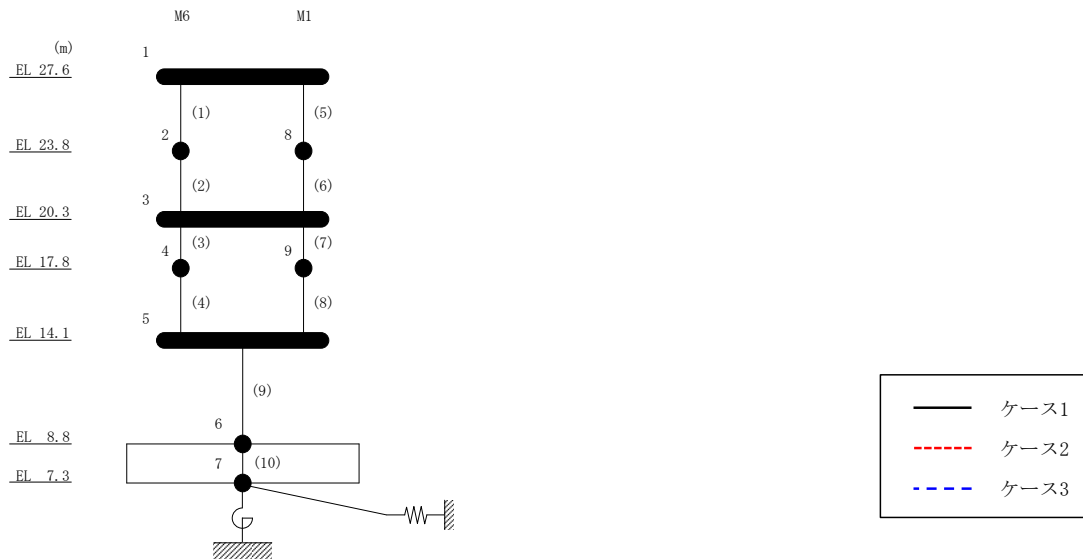 M6 M1
(m)
1
EL 27.6
(1) (5)
2 8
EL 23.8
(2) (6)
3
EL 20.3
(3) (7)
4 9
EL 17.8
(4) (8)
5
EL 14.1
(9)
6
EL 8.8
7 (10)
EL 7.3
ケース1
ケース2
ケース3